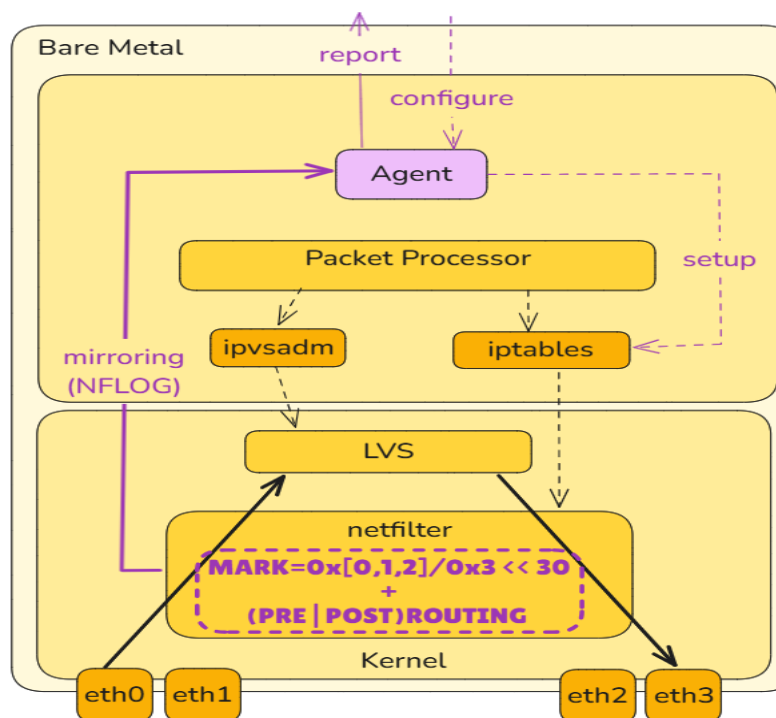 Bare Metal
report
configure
Agent
Packet Processor
setup
ipvsadm
iptables
mirroring
(NFLOG)
LVS
netfilter
MARK=0x[0,1,2]/0x3 << 30
+
(PRE|POST)ROUTING
Kernel
eth0
eth1
eth2
eth3